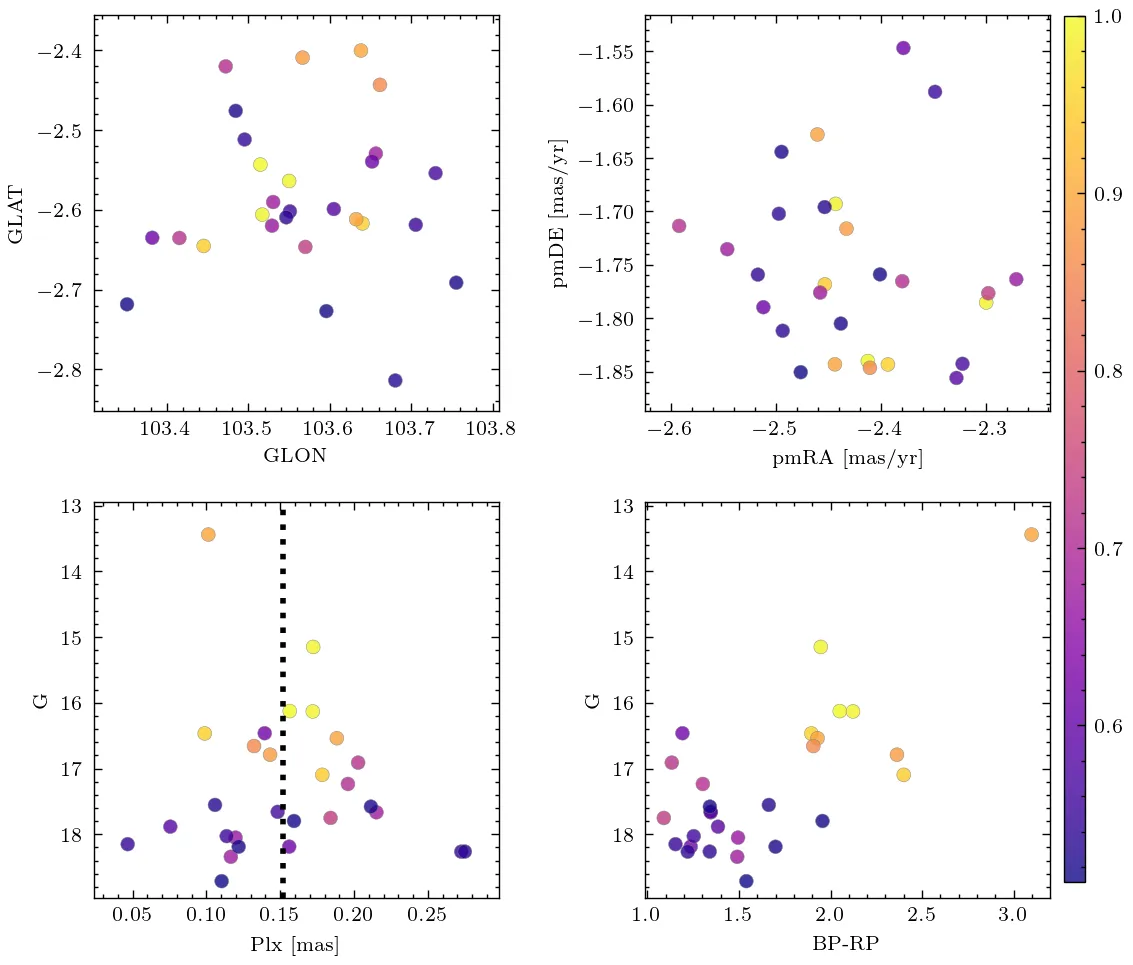 −2.4
−2.5
−2.6
−2.7
−2.8
GLAT
103.4 103.5 103.6 103.7 103.8
GLON
−1.55
−1.60
−1.65
−1.70
−1.75
−1.80
−1.85
pmDE [mas/yr]
−2.6 −2.5 −2.4 −2.3
pmRA [mas/yr]
1.0
0.9
0.8
0.7
0.6
13
14
15
16
17
18
G
0.05 0.10 0.15 0.20 0.25
Plx [mas]
13
14
15
16
17
18
G
1.0 1.5 2.0 2.5 3.0
BP-RP